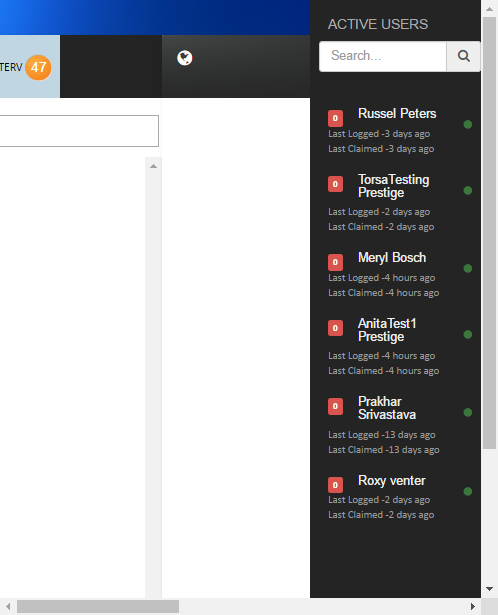 ACTIVE USERS
Search...
TERV 47
0 Russel Peters
Last Logged -3 days ago
Last Claimed -3 days ago
0 TorsaTesting
Prestige
Last Logged -2 days ago
Last Claimed -2 days ago
0 Meryl Bosch
Last Logged -4 hours ago
Last Claimed -4 hours ago
0 AnitaTest1
Prestige
Last Logged -4 hours ago
Last Claimed -4 hours ago
0 Prakhar
Srivastava
Last Logged -13 days ago
Last Claimed -13 days ago
0 Roxy venter
Last Logged -2 days ago
Last Claimed -2 days ago